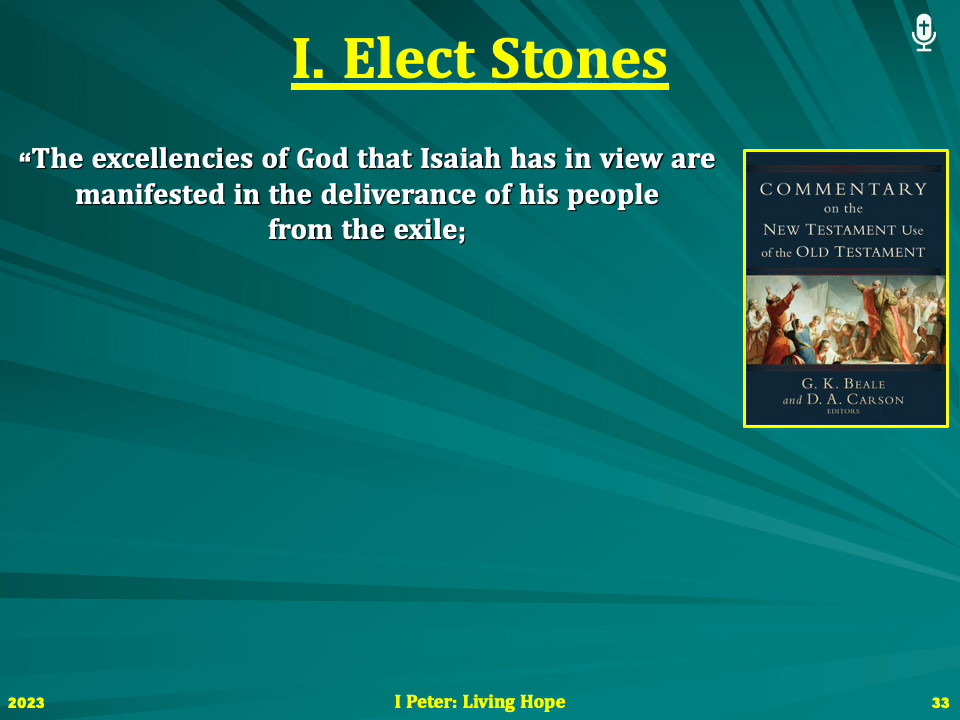 I. Elect Stones
“The excellencies of God that Isaiah has in view are
manifested in the deliverance of his people
from the exile;
COMMENTARY
on the
NEW TESTAMENT USE
of the OLD TESTAMENT
G. K. BEALE
and D. A. CARSON
EDITORS
2023
I Peter: Living Hope
33